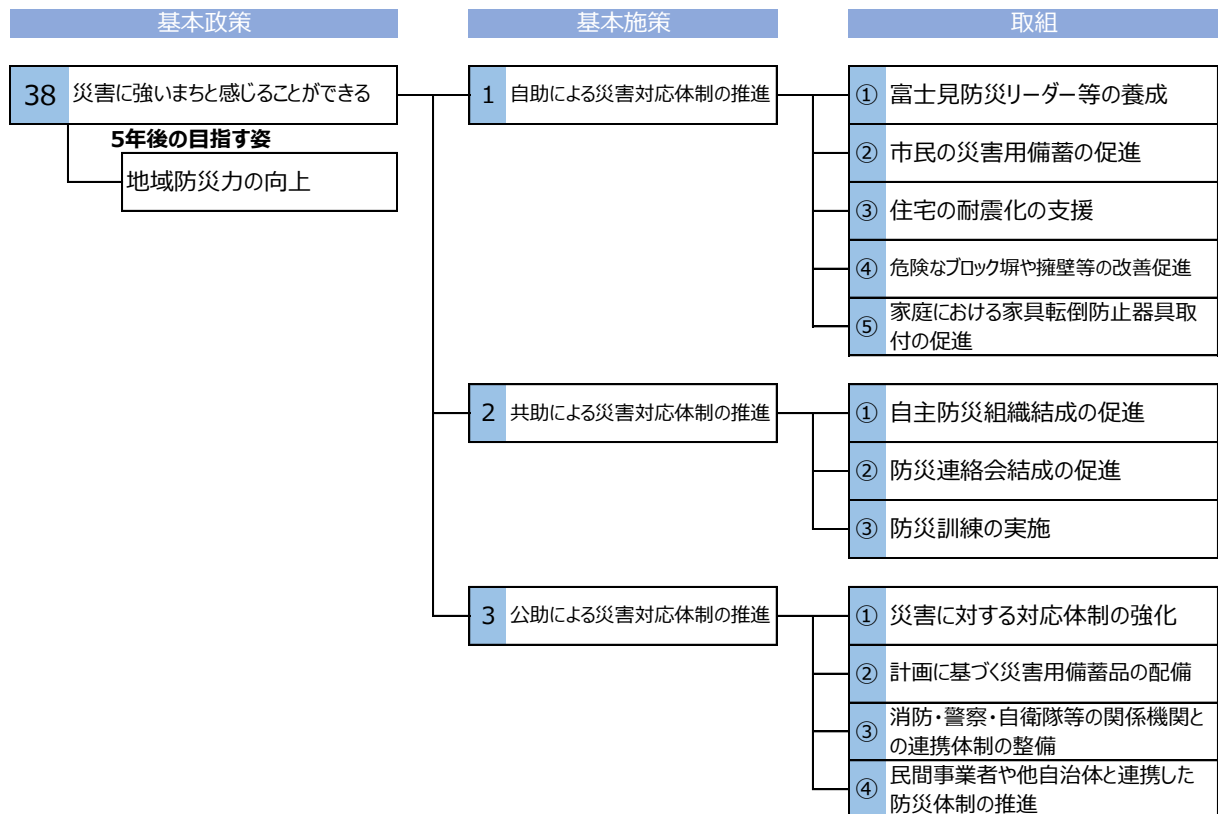 基本政策
基本施策
取組
38 災害に強いまちと感じることができる
5年後の目指す姿
地域防災力の向上
1 自助による災害対応体制の推進
① 富士見防災リーダー等の養成
② 市民の災害用備蓄の促進
③ 住宅の耐震化の支援
④ 危険なブロック塀や擁壁等の改善促進
⑤ 家庭における家具転倒防止器具取
付の促進
2 共助による災害対応体制の推進
① 自主防災組織結成の促進
② 防災連絡会結成の促進
③ 防災訓練の実施
3 公助による災害対応体制の推進
① 災害に対する対応体制の強化
② 計画に基づく災害用備蓄品の配備
③ 消防・警察・自衛隊等の関係機関と
の連携体制の整備
④ 民間事業者や他自治体と連携した
防災体制の推進